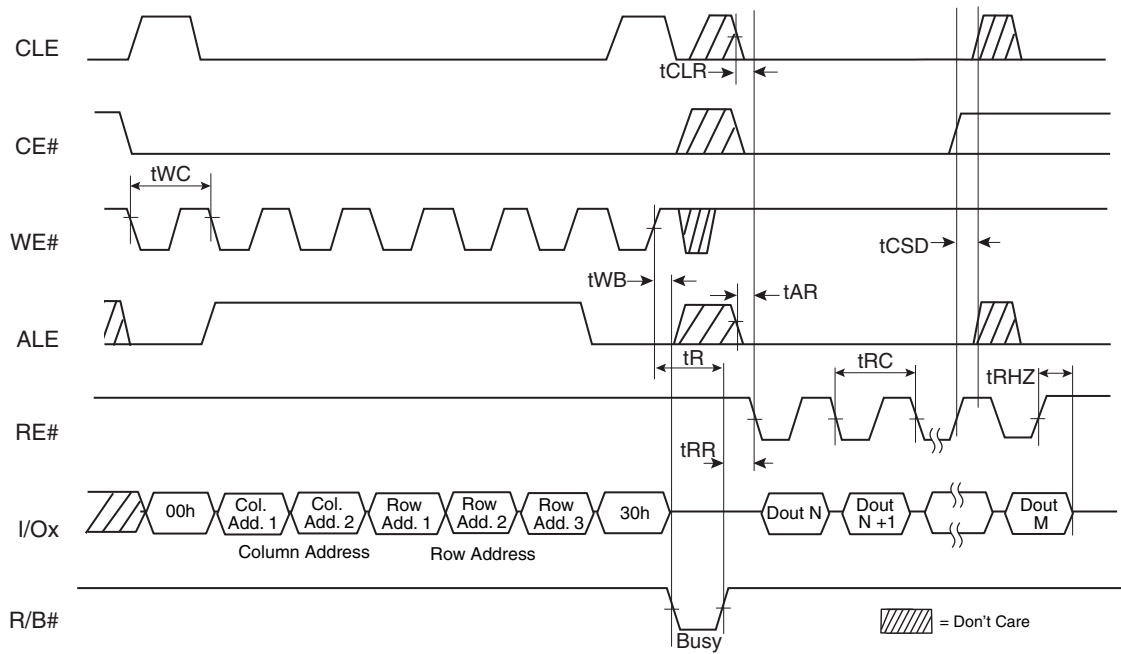 CLE
tCLR
CE#
tWC
WE#
tCSD
tWB
tAR
ALE
tR
tRC
tRHZ
RE#
tRR
I/Ox
00h
Col. Add. 1
Col. Add. 2
Row Add. 1
Row Add. 2
Row Add. 3
30h
Dout N
Dout N +1
Dout M
Column Address
Row Address
R/B#
Busy
= Don't Care